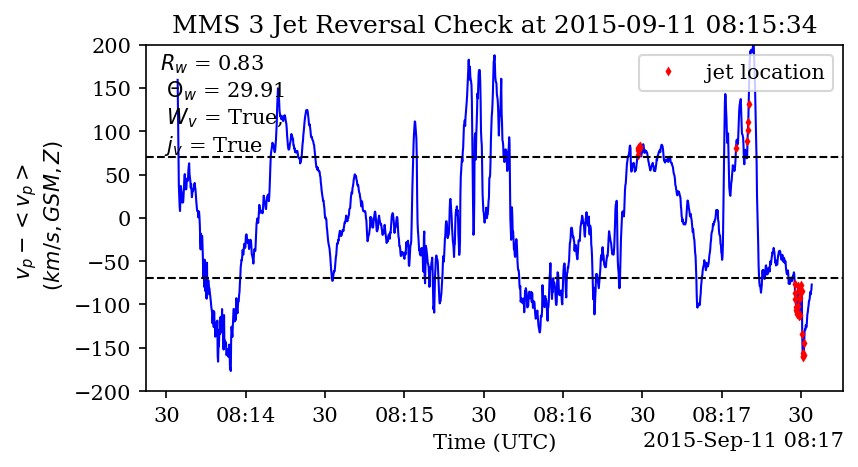 MMS 3 Jet Reversal Check at 2015-09-11 08:15:34
R_w = 0.83
Θ_w = 29.91
W_v = True,
j_v = True
jet location
200
150
100
50
0
−50
−100
−150
−200
v_p − < v_p >
(km/s, GSM, Z)
30 08:14 30 08:15 30 08:16 30 08:17 30
Time (UTC)
2015-Sep-11 08:17